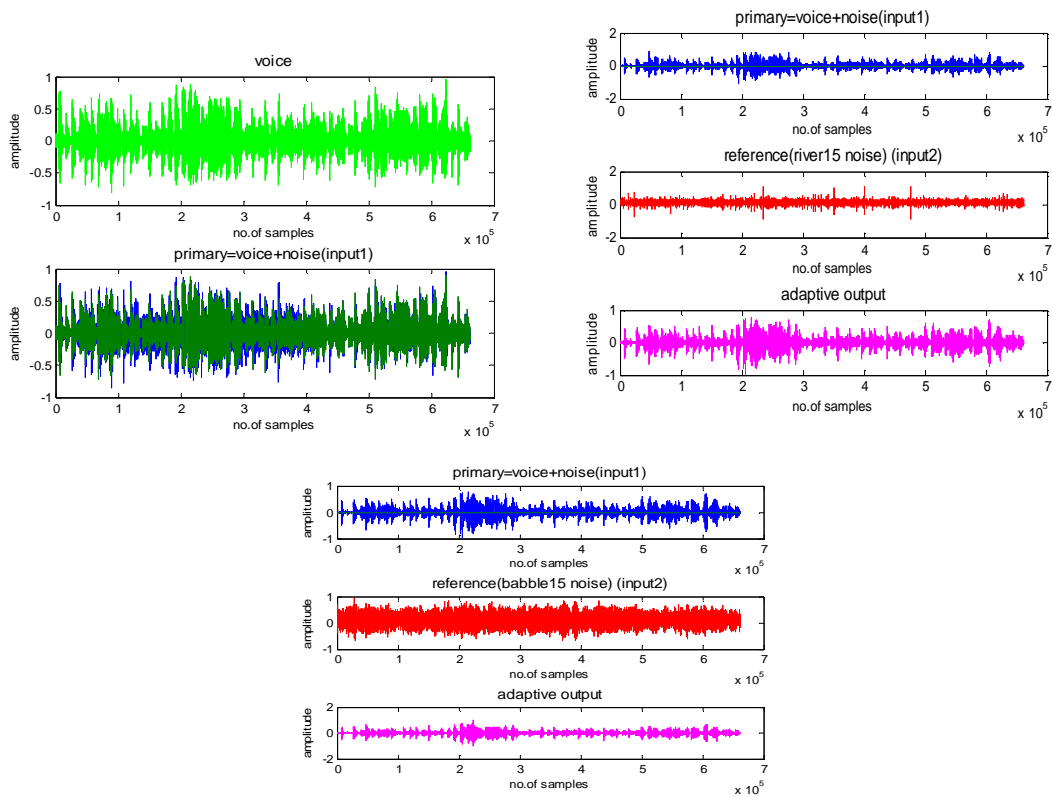 voice
1
0.5
0
-0.5
-1
amplitude
0 1 2 3 4 5 6 7
no.of samples
x 10^5
primary=voice+noise(input1)
1
0.5
0
-0.5
-1
amplitude
0 1 2 3 4 5 6 7
no.of samples
x 10^5
primary=voice+noise(input1)
2
0
-2
amplitude
0 1 2 3 4 5 6 7
no.of samples
x 10^5
reference(river15 noise) (input2)
2
0
-2
amplitude
0 1 2 3 4 5 6 7
no.of samples
x 10^5
adaptive output
1
0
-1
amplitude
0 1 2 3 4 5 6 7
no.of samples
x 10^5
primary=voice+noise(input1)
1
0
-1
amplitude
0 1 2 3 4 5 6 7
no.of samples
x 10^5
reference(babble15 noise) (input2)
1
0
-1
amplitude
0 1 2 3 4 5 6 7
no.of samples
x 10^5
adaptive output
2
0
-2
amplitude
0 1 2 3 4 5 6 7
no.of samples
x 10^5